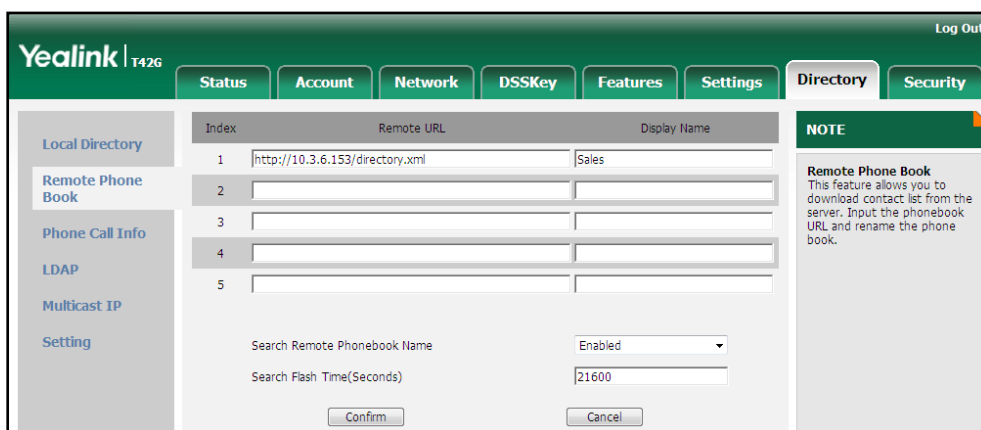 Log Out
Yealink | T42G
Status Account Network DSSKey Features Settings Directory Security
Local Directory
Remote Phone
Book
Phone Call Info
LDAP
Multicast IP
Setting
Index Remote URL Display Name
1 http://10.3.6.153/directory.xml Sales
2
3
4
5
Search Remote Phonebook Name Enabled
Search Flash Time(Seconds) 21600
Confirm Cancel
NOTE
Remote Phone Book
This feature allows you to
download contact list from the
server. Input the phonebook
URL and rename the phone
book.